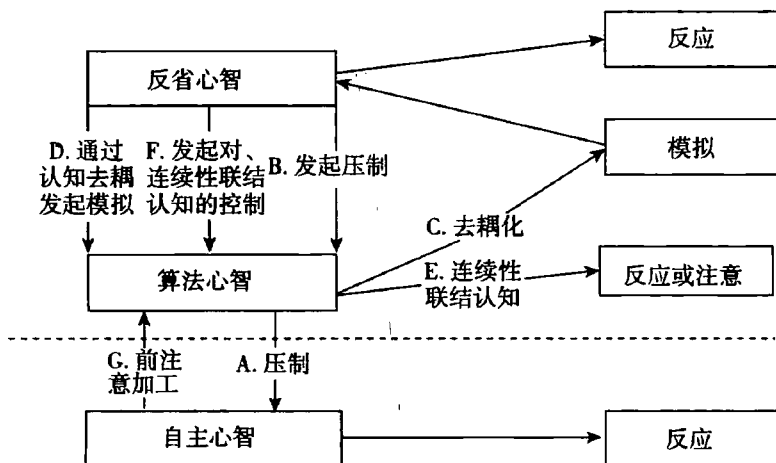 反应
反省心智
D. 通过
认知去耦
发起模拟
F. 发起对、
连续性联结
认知的控制
B. 发起压制
模拟
C. 去耦化
算法心智
E. 连续性
联结认知
反应或注意
G. 前注
意加工
A. 压制
自主心智
反应